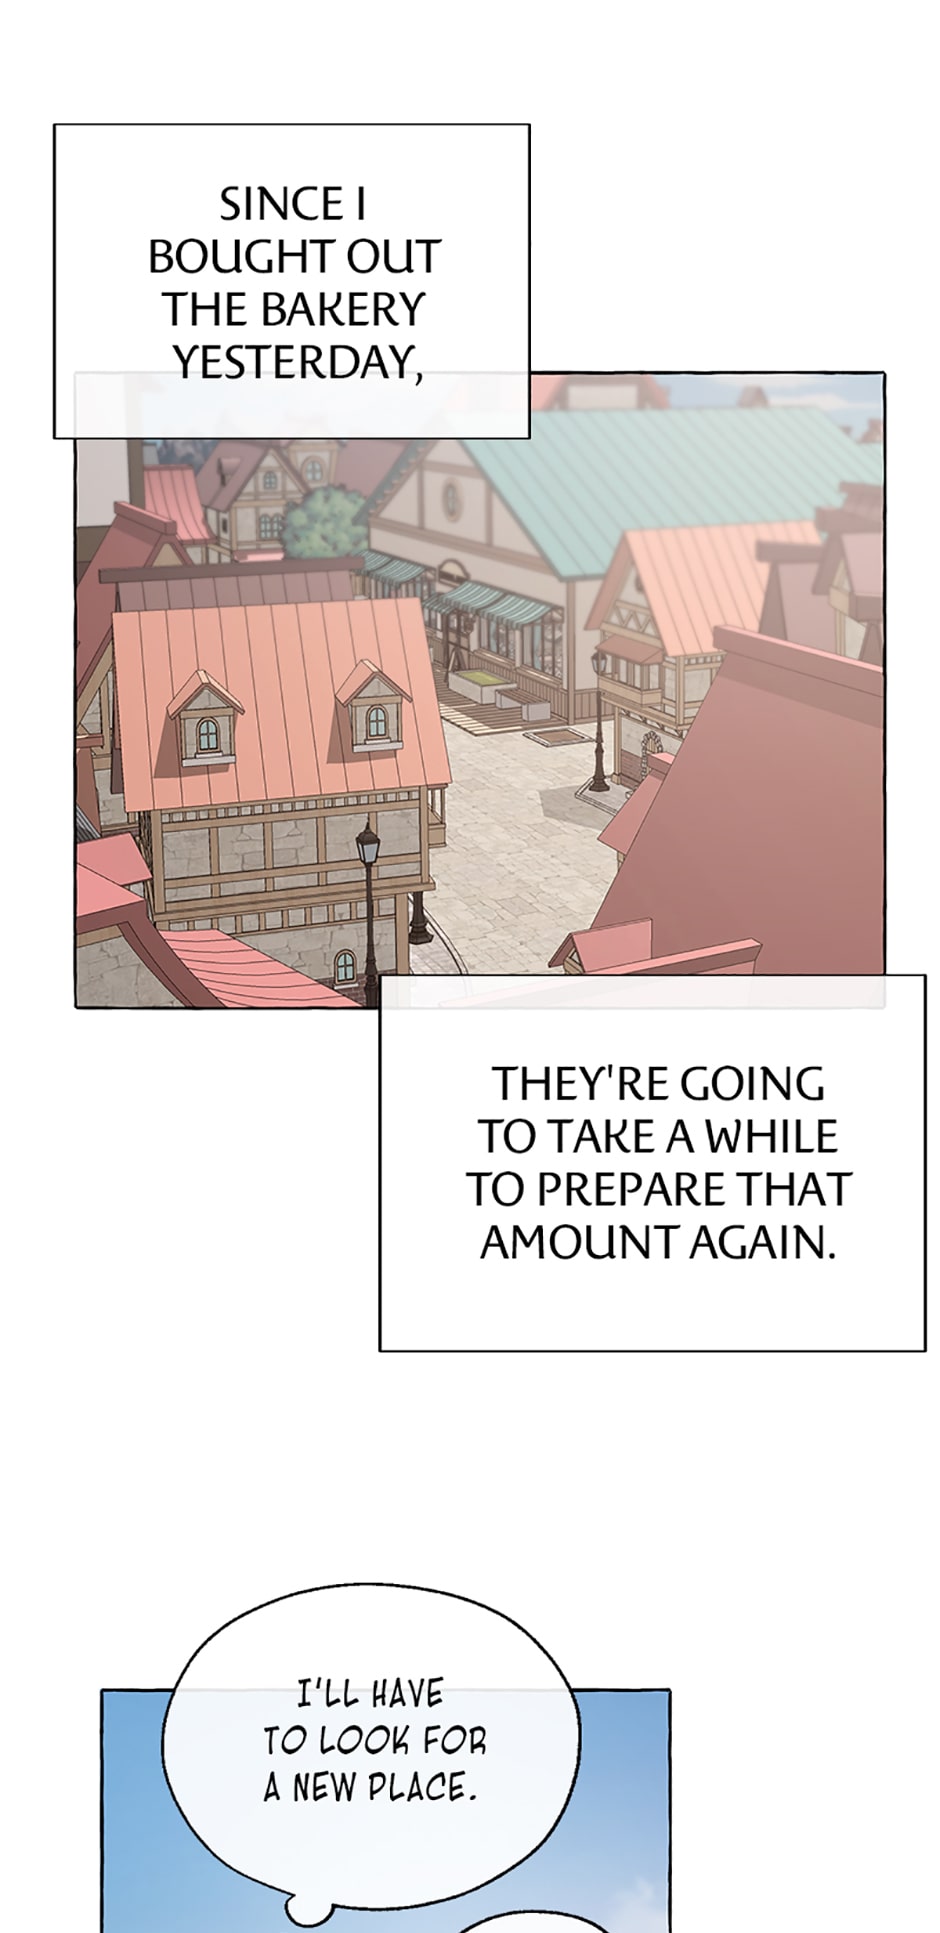 SINCE I
BOUGHT OUT
THE BAKERY
YESTERDAY,
THEY'RE GOING
TO TAKE A WHILE
TO PREPARE THAT
AMOUNT AGAIN.
I'LL HAVE
TO LOOK FOR
A NEW PLACE.